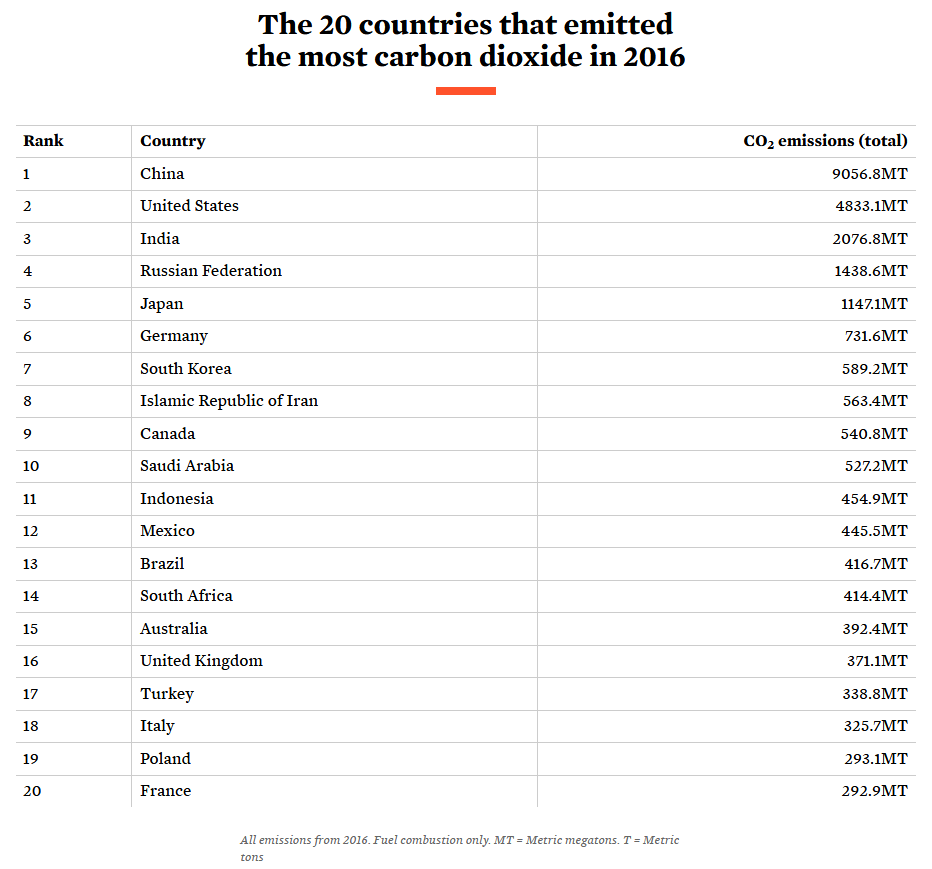 The 20 countries that emitted
the most carbon dioxide in 2016
Rank Country CO₂ emissions (total)
1 China 9056.8MT
2 United States 4833.1MT
3 India 2076.8MT
4 Russian Federation 1438.6MT
5 Japan 1147.1MT
6 Germany 731.6MT
7 South Korea 589.2MT
8 Islamic Republic of Iran 563.4MT
9 Canada 540.8MT
10 Saudi Arabia 527.2MT
11 Indonesia 454.9MT
12 Mexico 445.5MT
13 Brazil 416.7MT
14 South Africa 414.4MT
15 Australia 392.4MT
16 United Kingdom 371.1MT
17 Turkey 338.8MT
18 Italy 325.7MT
19 Poland 293.1MT
20 France 292.9MT
All emissions from 2016. Fuel combustion only. MT = Metric megatons. T = Metric
tons